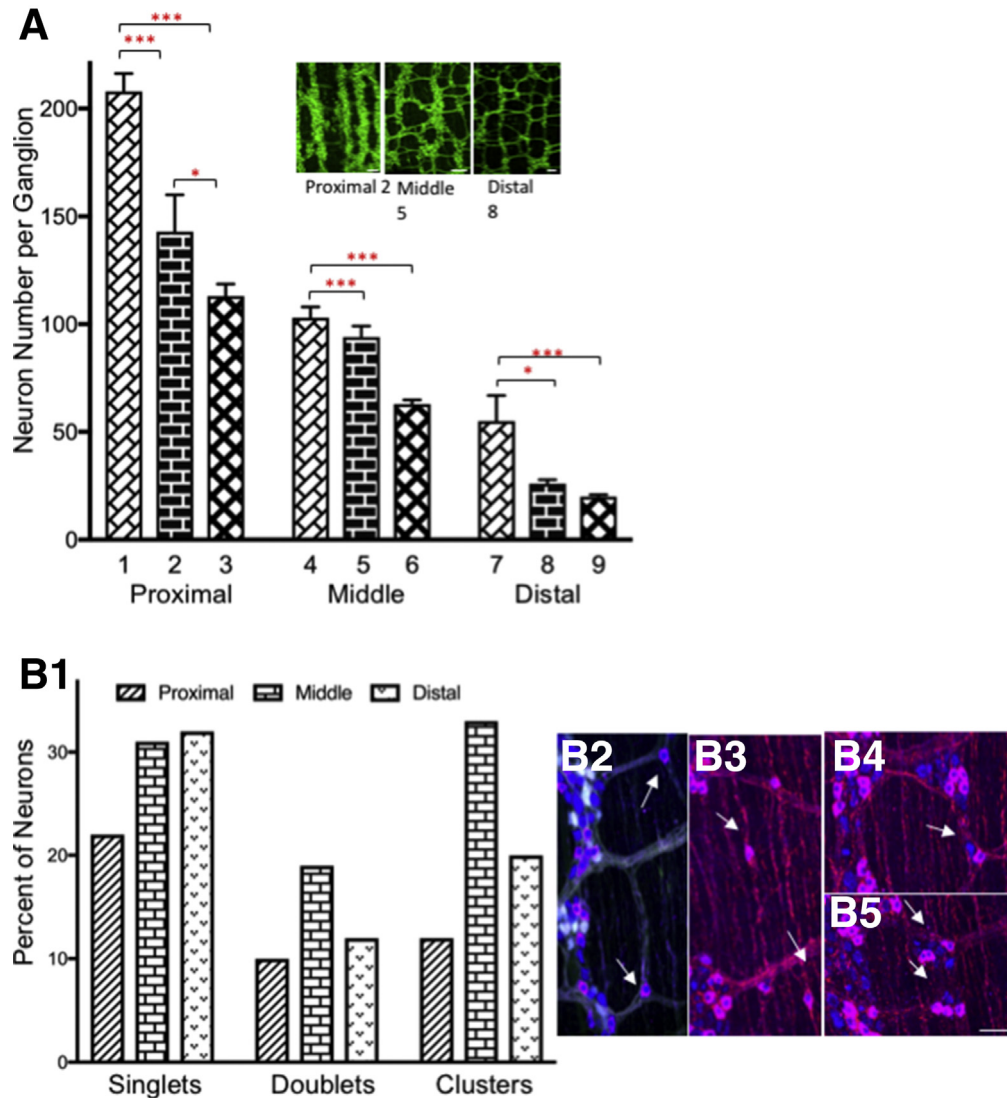 A
***
***
*
***
***
***
*
Neuron Number per Ganglion
200
150
100
50
0
Proximal 2 Middle Distal
5 8
1 2 3 4 5 6 7 8 9
Proximal Middle Distal
B1
Proximal Middle Distal
Percent of Neurons
30
20
10
0
Singlets Doublets Clusters
B2 B3 B4
B5